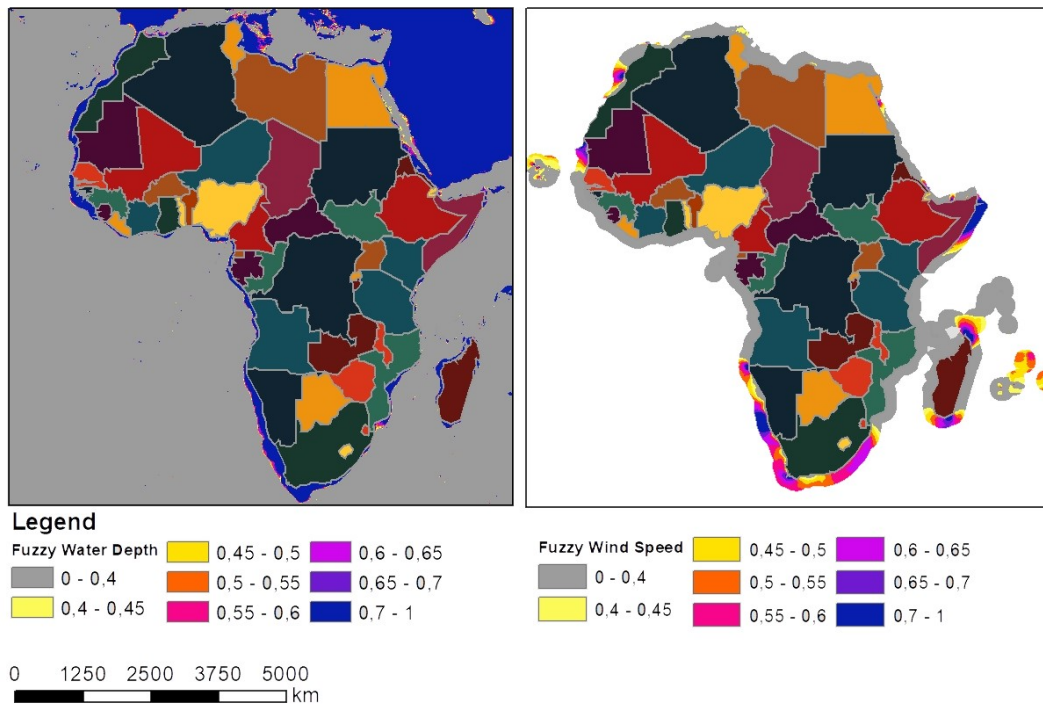 Legend
Fuzzy Water Depth
0 - 0,4
0,4 - 0,45
0,45 - 0,5
0,5 - 0,55
0,55 - 0,6
0,6 - 0,65
0,65 - 0,7
0,7 - 1
Fuzzy Wind Speed
0 - 0,4
0,4 - 0,45
0,45 - 0,5
0,5 - 0,55
0,55 - 0,6
0,6 - 0,65
0,65 - 0,7
0,7 - 1
0 1250 2500 3750 5000
km